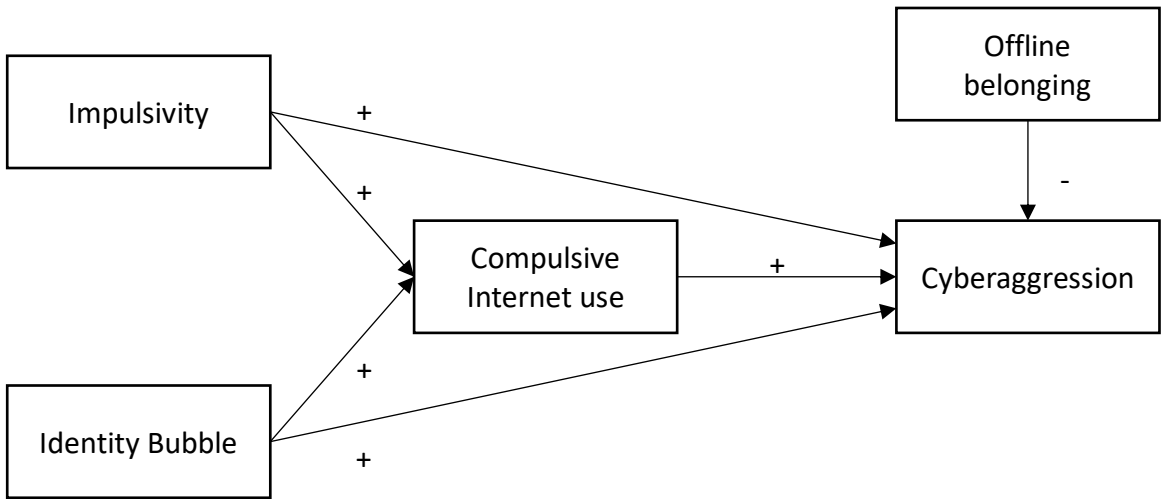 Offline
belonging
Impulsivity
+
+
-
Compulsive
Internet use
+
Cyberaggression
+
Identity Bubble
+